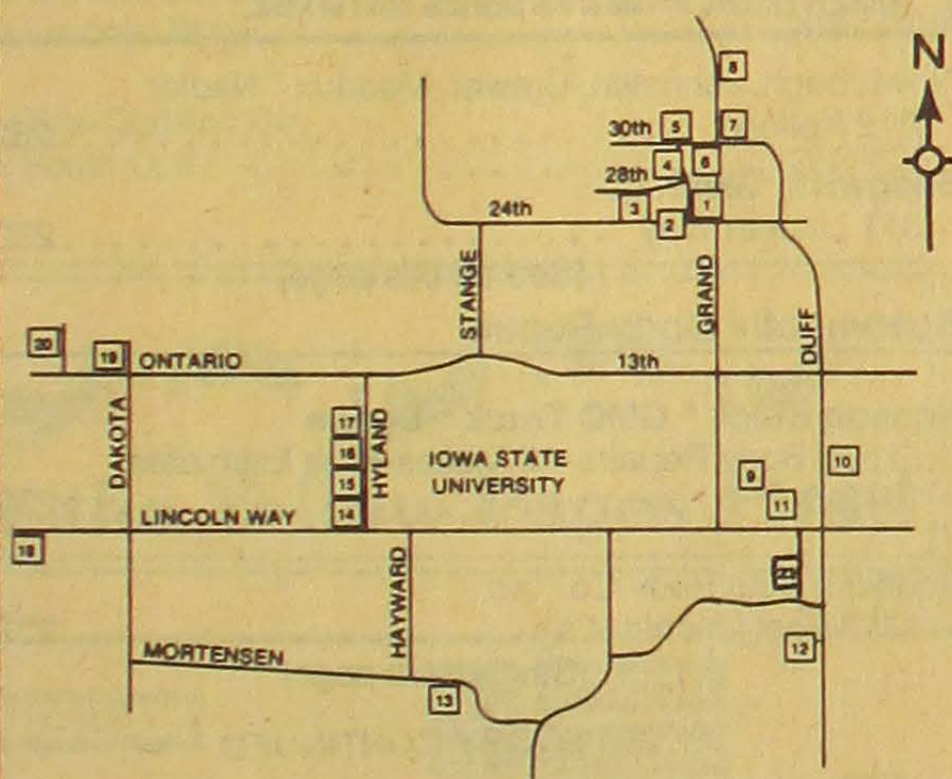 N
8
30th 5 7
4 6
28th
3 1
24th 2
STANGE
GRAND
DUFF
20 19 ONTARIO 13th
DAKOTA
17
HYLAND
16
IOWA STATE
UNIVERSITY
15
9 10
11
14
LINCOLN WAY
18
HAYWARD
12
MORTENSEN
13